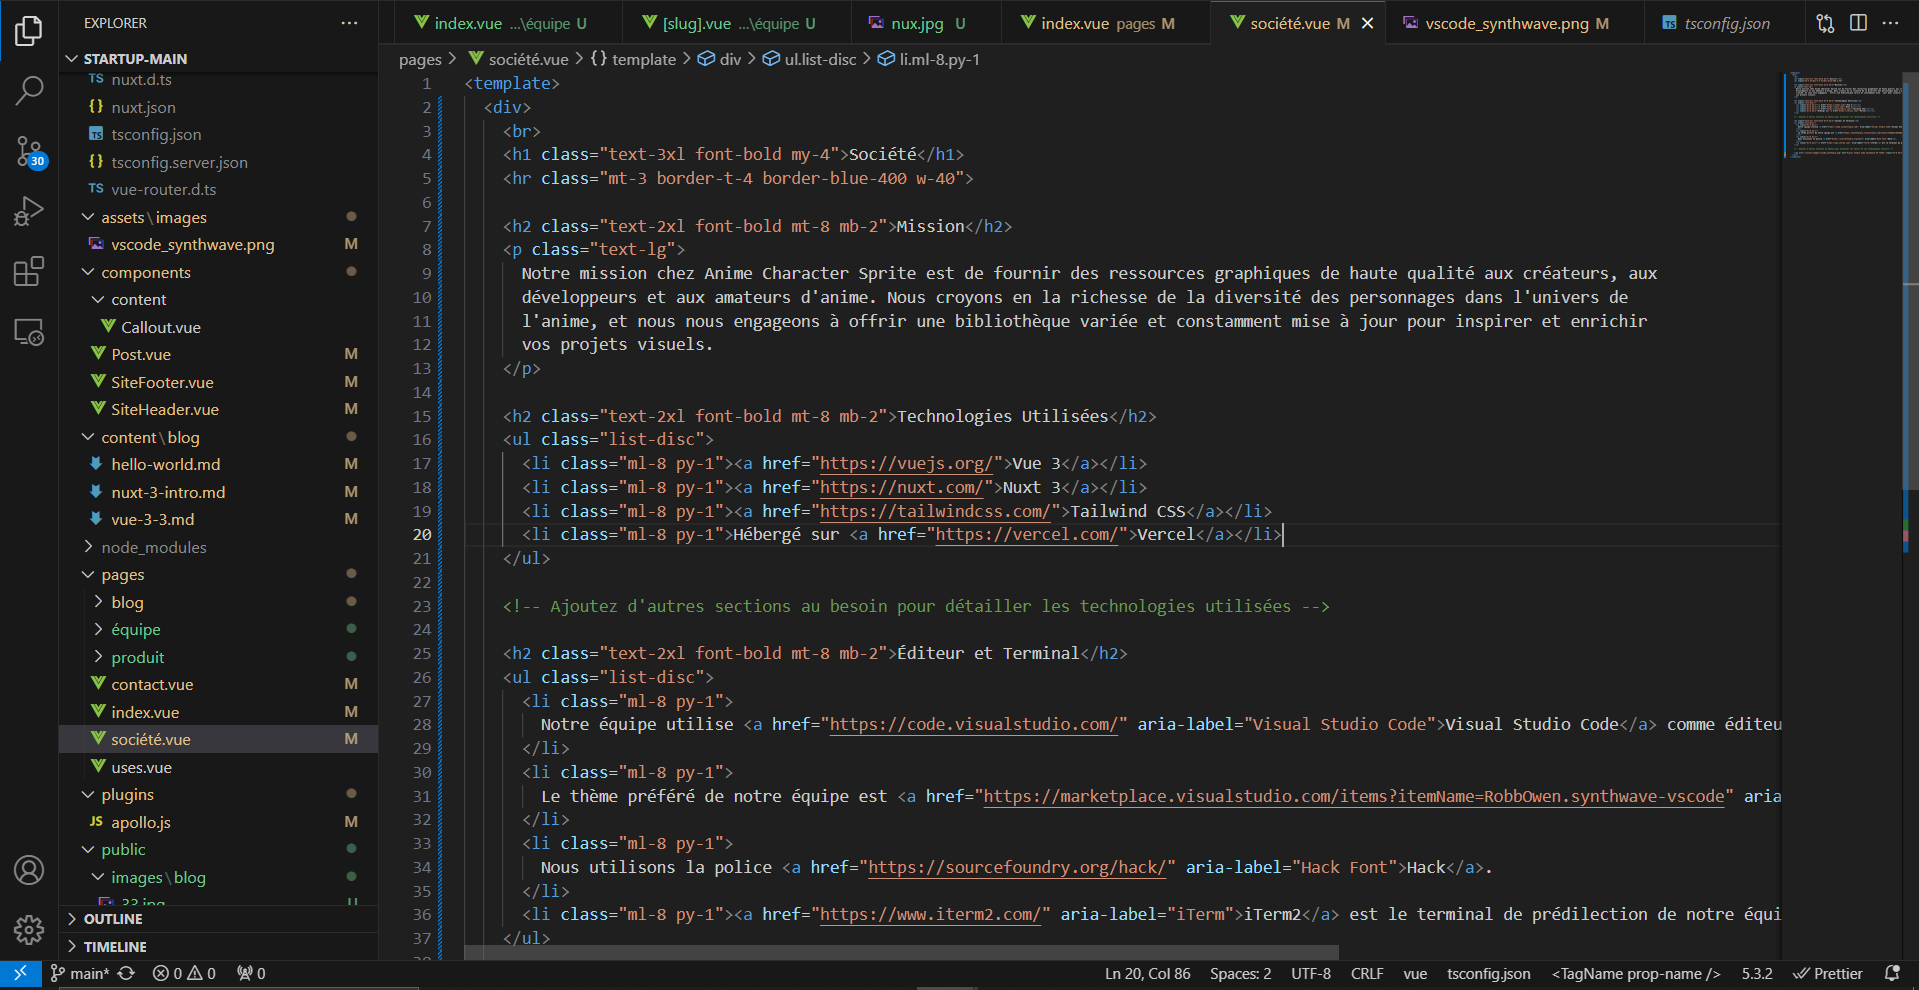 EXPLORER
STARTUP-MAIN
TS nuxt.d.ts
{} nuxt.json
TS tsconfig.json
{} tsconfig.server.json
TS vue-router.d.ts
assets\images
vscode_synthwave.png M
components
content
Callout.vue
Post.vue M
SiteFooter.vue M
SiteHeader.vue M
content\blog
hello-world.md M
nuxt-3-intro.md M
vue-3-3.md M
node_modules
pages
blog
équipe
produit
contact.vue M
index.vue M
société.vue M
uses.vue
plugins
JS apollo.js M
public
images\blog
33.jpg U
OUTLINE
TIMELINE
30
index.vue ...\équipe U
[slug].vue ...\équipe U
nux.jpg U
index.vue pages M
société.vue M
vscode_synthwave.png M
TS tsconfig.json
pages > société.vue > {} template > div > ul.list-disc > li.ml-8.py-1
1 <template>
2 <div>
3 <br>
4 <h1 class="text-3xl font-bold my-4">Société</h1>
5 <hr class="mt-3 border-t-4 border-blue-400 w-40">
6
7 <h2 class="text-2xl font-bold mt-8 mb-2">Mission</h2>
8 <p class="text-lg">
9 Notre mission chez Anime Character Sprite est de fournir des ressources graphiques de haute qualité aux créateurs, aux
10 développeurs et aux amateurs d'anime. Nous croyons en la richesse de la diversité des personnages dans l'univers de
11 l'anime, et nous nous engageons à offrir une bibliothèque variée et constamment mise à jour pour inspirer et enrichir
12 vos projets visuels.
13 </p>
14
15 <h2 class="text-2xl font-bold mt-8 mb-2">Technologies Utilisées</h2>
16 <ul class="list-disc">
17 <li class="ml-8 py-1"><a href="https://vuejs.org/">Vue 3</a></li>
18 <li class="ml-8 py-1"><a href="https://nuxt.com/">Nuxt 3</a></li>
19 <li class="ml-8 py-1"><a href="https://tailwindcss.com/">Tailwind CSS</a></li>
20 <li class="ml-8 py-1">Hébergé sur <a href="https://vercel.com/">Vercel</a></li>
21 </ul>
22
23 <!-- Ajoutez d'autres sections au besoin pour détailler les technologies utilisées -->
24
25 <h2 class="text-2xl font-bold mt-8 mb-2">Éditeur et Terminal</h2>
26 <ul class="list-disc">
27 <li class="ml-8 py-1">
28 Notre équipe utilise <a href="https://code.visualstudio.com/" aria-label="Visual Studio Code">Visual Studio Code</a> comme éditeu
29 </li>
30 <li class="ml-8 py-1">
31 Le thème préféré de notre équipe est <a href="https://marketplace.visualstudio.com/items?itemName=RobbOwen.synthwave-vscode" aria
32 </li>
33 <li class="ml-8 py-1">
34 Nous utilisons la police <a href="https://sourcefoundry.org/hack/" aria-label="Hack Font">Hack</a>.
35 </li>
36 <li class="ml-8 py-1"><a href="https://www.iterm2.com/" aria-label="iTerm">iTerm2</a> est le terminal de prédilection de notre équi
37 </ul>
main* 0 0 0 Ln 20, Col 86 Spaces: 2 UTF-8 CRLF vue tsconfig.json <TagName prop-name /> 5.3.2 Prettier